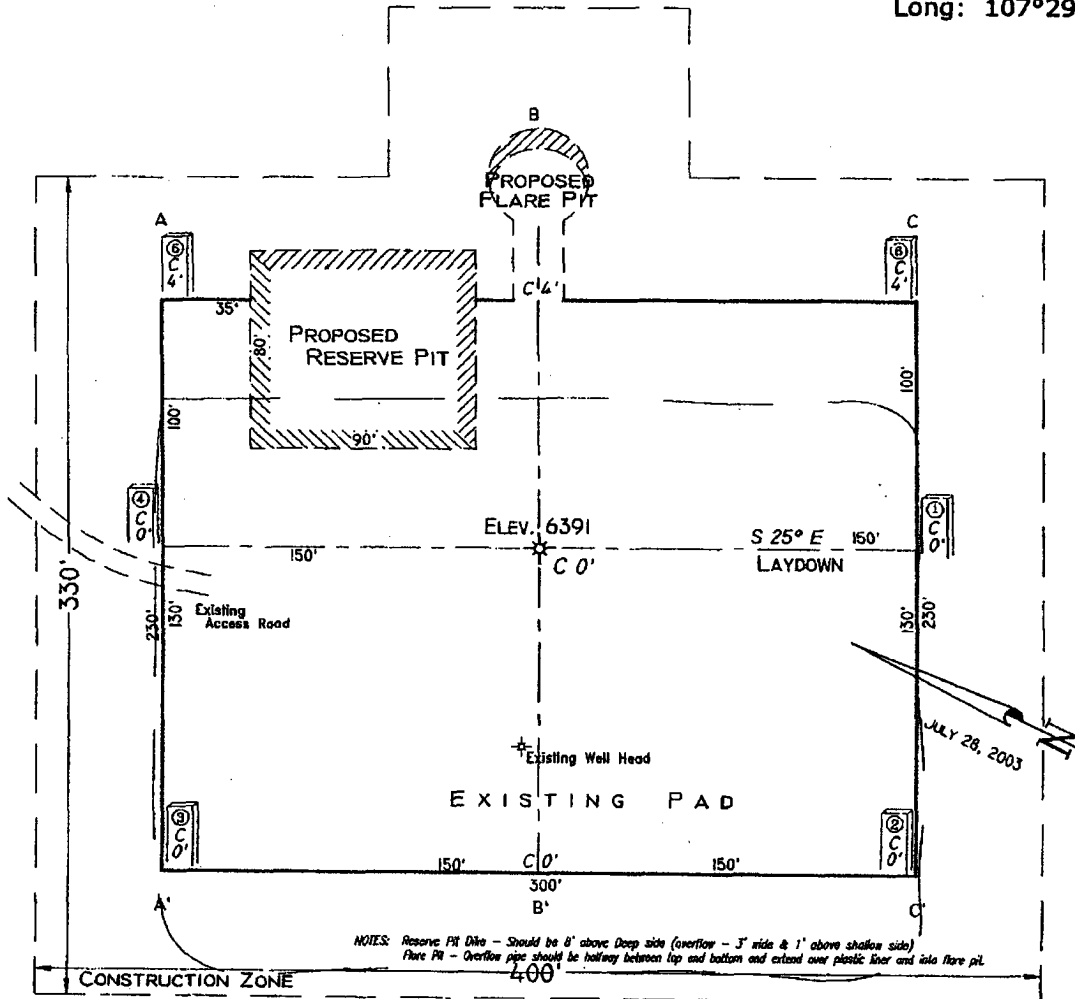 Long: 107°29
B
PROPOSED
FLARE PIT
A
C
⑥
C
4'
⑧
C
4'
C 4'
35'
PROPOSED
RESERVE PIT
80'
100'
100'
90'
④
C
0'
①
C
0'
ELEV. 6391
150'
S 25° E
150'
C 0'
LAYDOWN
330'
Existing
Access Road
230'
130'
130'
230'
JULY 28, 2003
N
Existing Well Head
EXISTING PAD
③
C
0'
②
C
0'
150'
C 0'
150'
300'
A'
B'
C'
NOTES: Reserve Pit Dike - Should be 8' above Deep side (overflow - 3' wide & 1' above shallow side)
Flare Pit - Overflow pipe should be halfway between top and bottom and extend over plastic liner and into flare pit.
400'
CONSTRUCTION ZONE